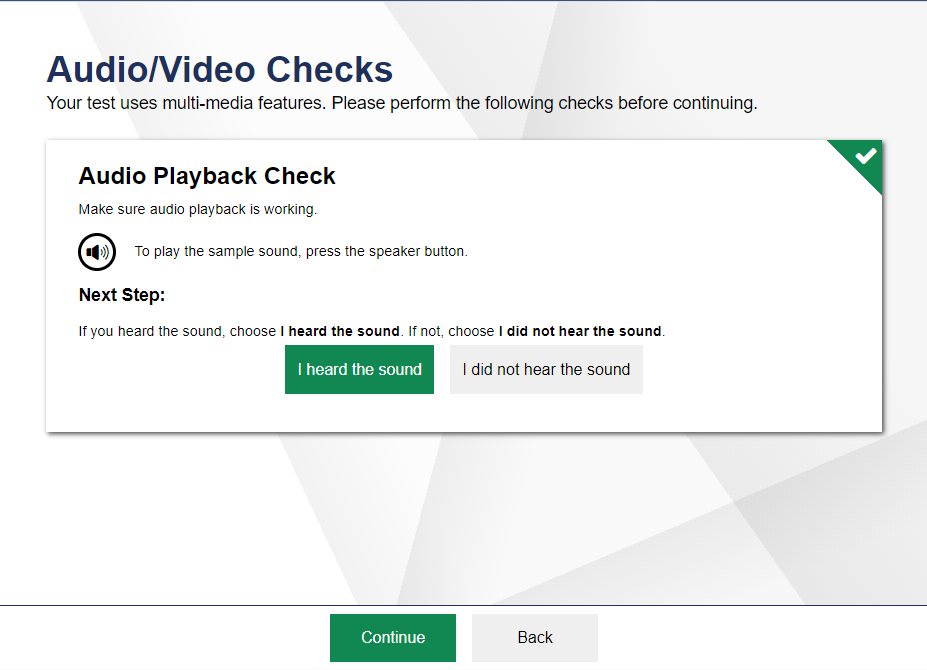 Audio/Video Checks
Your test uses multi-media features. Please perform the following checks before continuing.
Audio Playback Check
Make sure audio playback is working.
To play the sample sound, press the speaker button.
Next Step:
If you heard the sound, choose I heard the sound. If not, choose I did not hear the sound.
I heard the sound
I did not hear the sound
Continue
Back